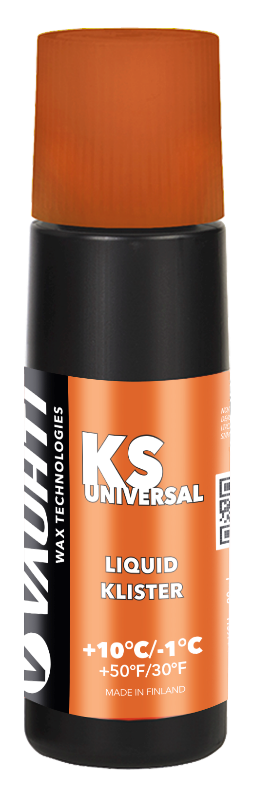 VAUHTI
WAX TECHNOLOGIES
KS
UNIVERSAL
LIQUID
KLISTER
+10°C/-1°C
+50°F/30°F
MADE IN FINLAND